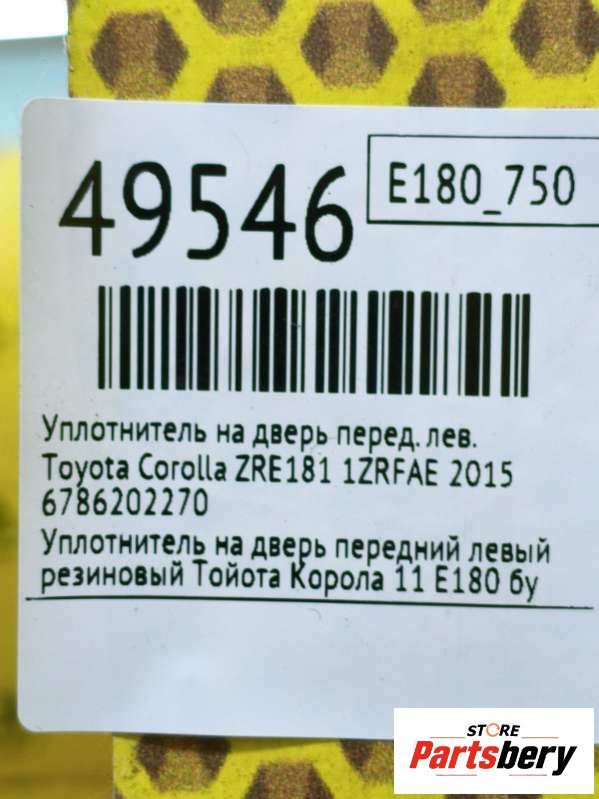 49546
E180_750
Уплотнитель на дверь перед. лев.
Toyota Corolla ZRE181 1ZRFAE 2015
6786202270
Уплотнитель на дверь передний левый
резиновый Тойота Корола 11 Е180 бу
STORE
Partsbery